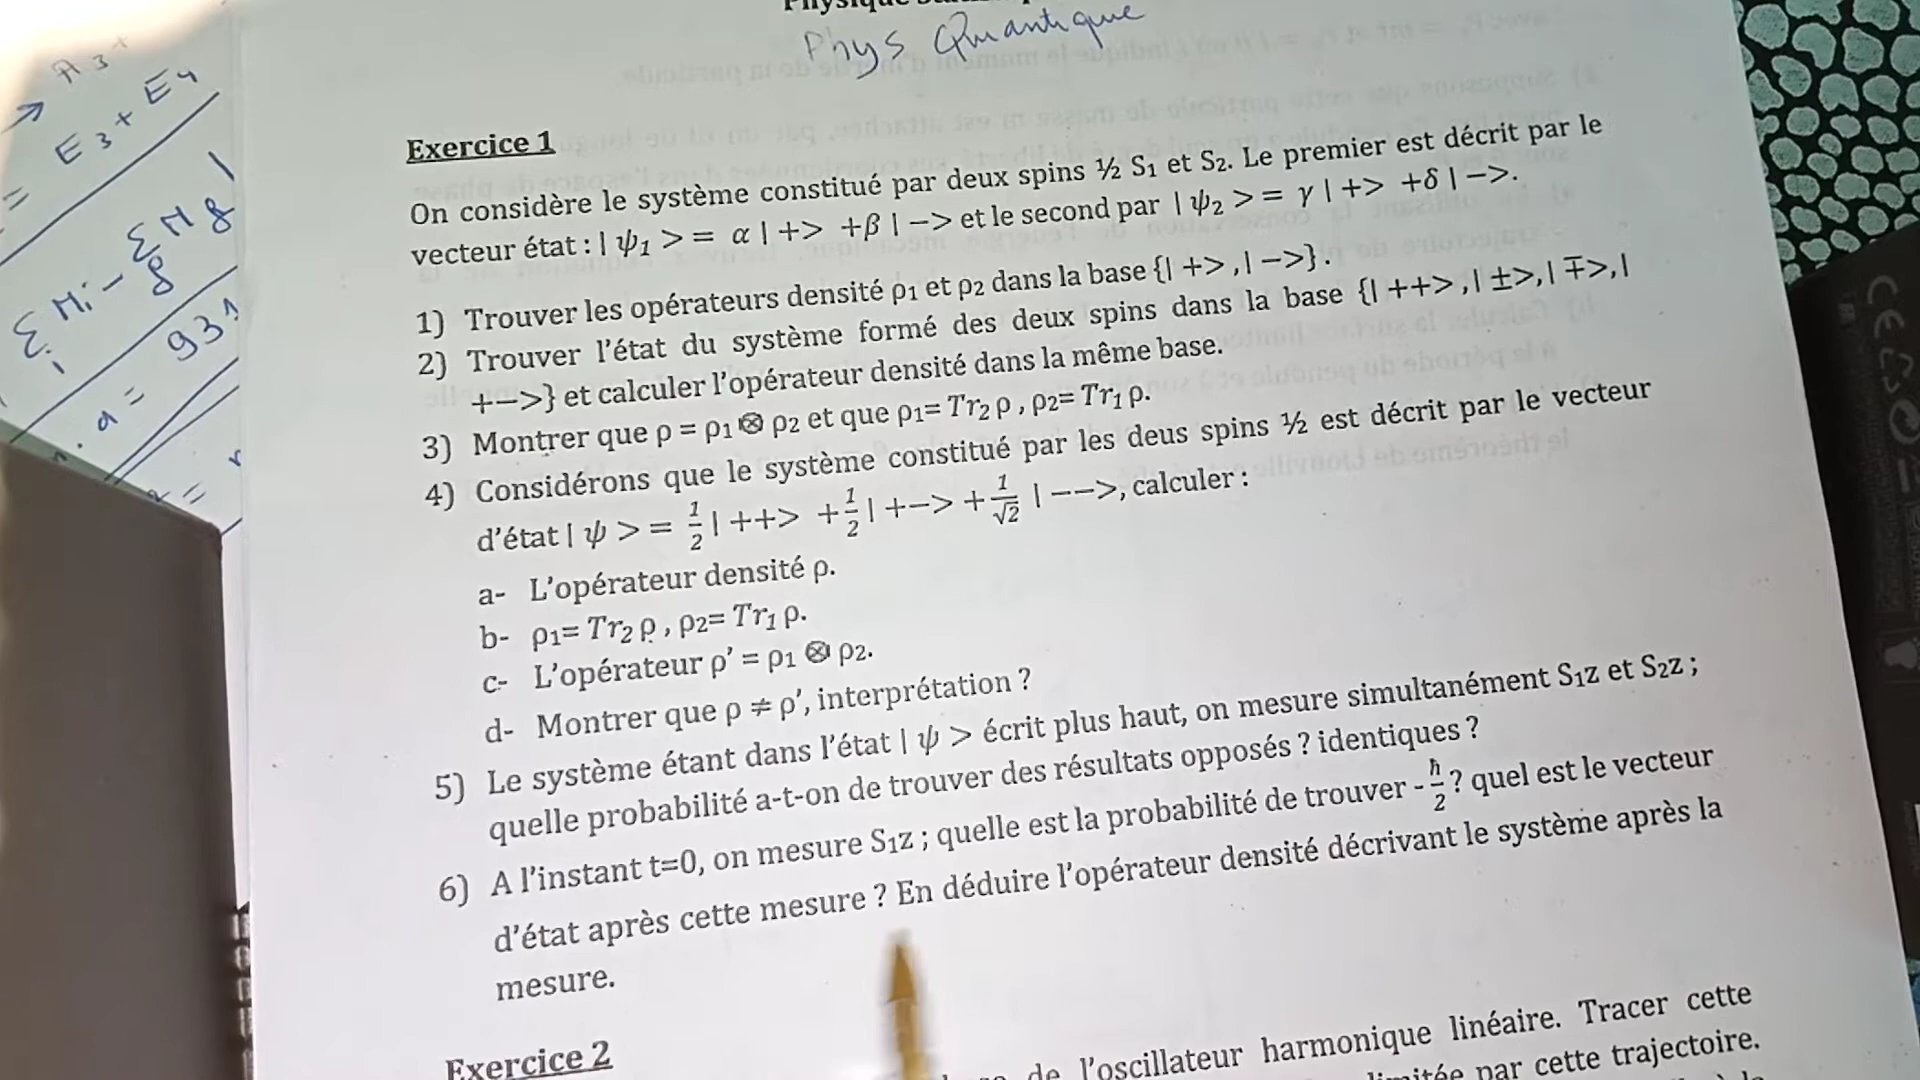 Phys Quantique
A3+
→ E3 + E4
=
Σ Mi - Σ M8
i 8
a = 931
Exercice 1
On considère le système constitué par deux spins ½ S₁ et S₂. Le premier est décrit par le
vecteur état : | ψ₁ >= α | +> +β | -> et le second par | ψ₂ >= γ | +> +δ | ->.
1) Trouver les opérateurs densité ρ₁ et ρ₂ dans la base {| +> ,| ->}.
2) Trouver l'état du système formé des deux spins dans la base {| ++> ,| ±>,| ∓>,|
+->} et calculer l'opérateur densité dans la même base.
3) Montrer que ρ = ρ₁ ⊗ ρ₂ et que ρ₁= Tr₂ ρ , ρ₂= Tr₁ ρ.
4) Considérons que le système constitué par les deus spins ½ est décrit par le vecteur
d'état | ψ >= 1/2 | ++> +1/2 | +-> +1/√2 | -->, calculer :
a- L'opérateur densité ρ.
b- ρ₁= Tr₂ ρ , ρ₂= Tr₁ ρ.
c- L'opérateur ρ' = ρ₁ ⊗ ρ₂.
d- Montrer que ρ ≠ ρ', interprétation ?
5) Le système étant dans l'état | ψ > écrit plus haut, on mesure simultanément S₁z et S₂z ;
quelle probabilité a-t-on de trouver des résultats opposés ? identiques ?
6) A l'instant t=0, on mesure S₁z ; quelle est la probabilité de trouver - ħ/2 ? quel est le vecteur
d'état après cette mesure ? En déduire l'opérateur densité décrivant le système après la
mesure.
Exercice 2
de l'oscillateur harmonique linéaire. Tracer cette
par cette trajectoire.